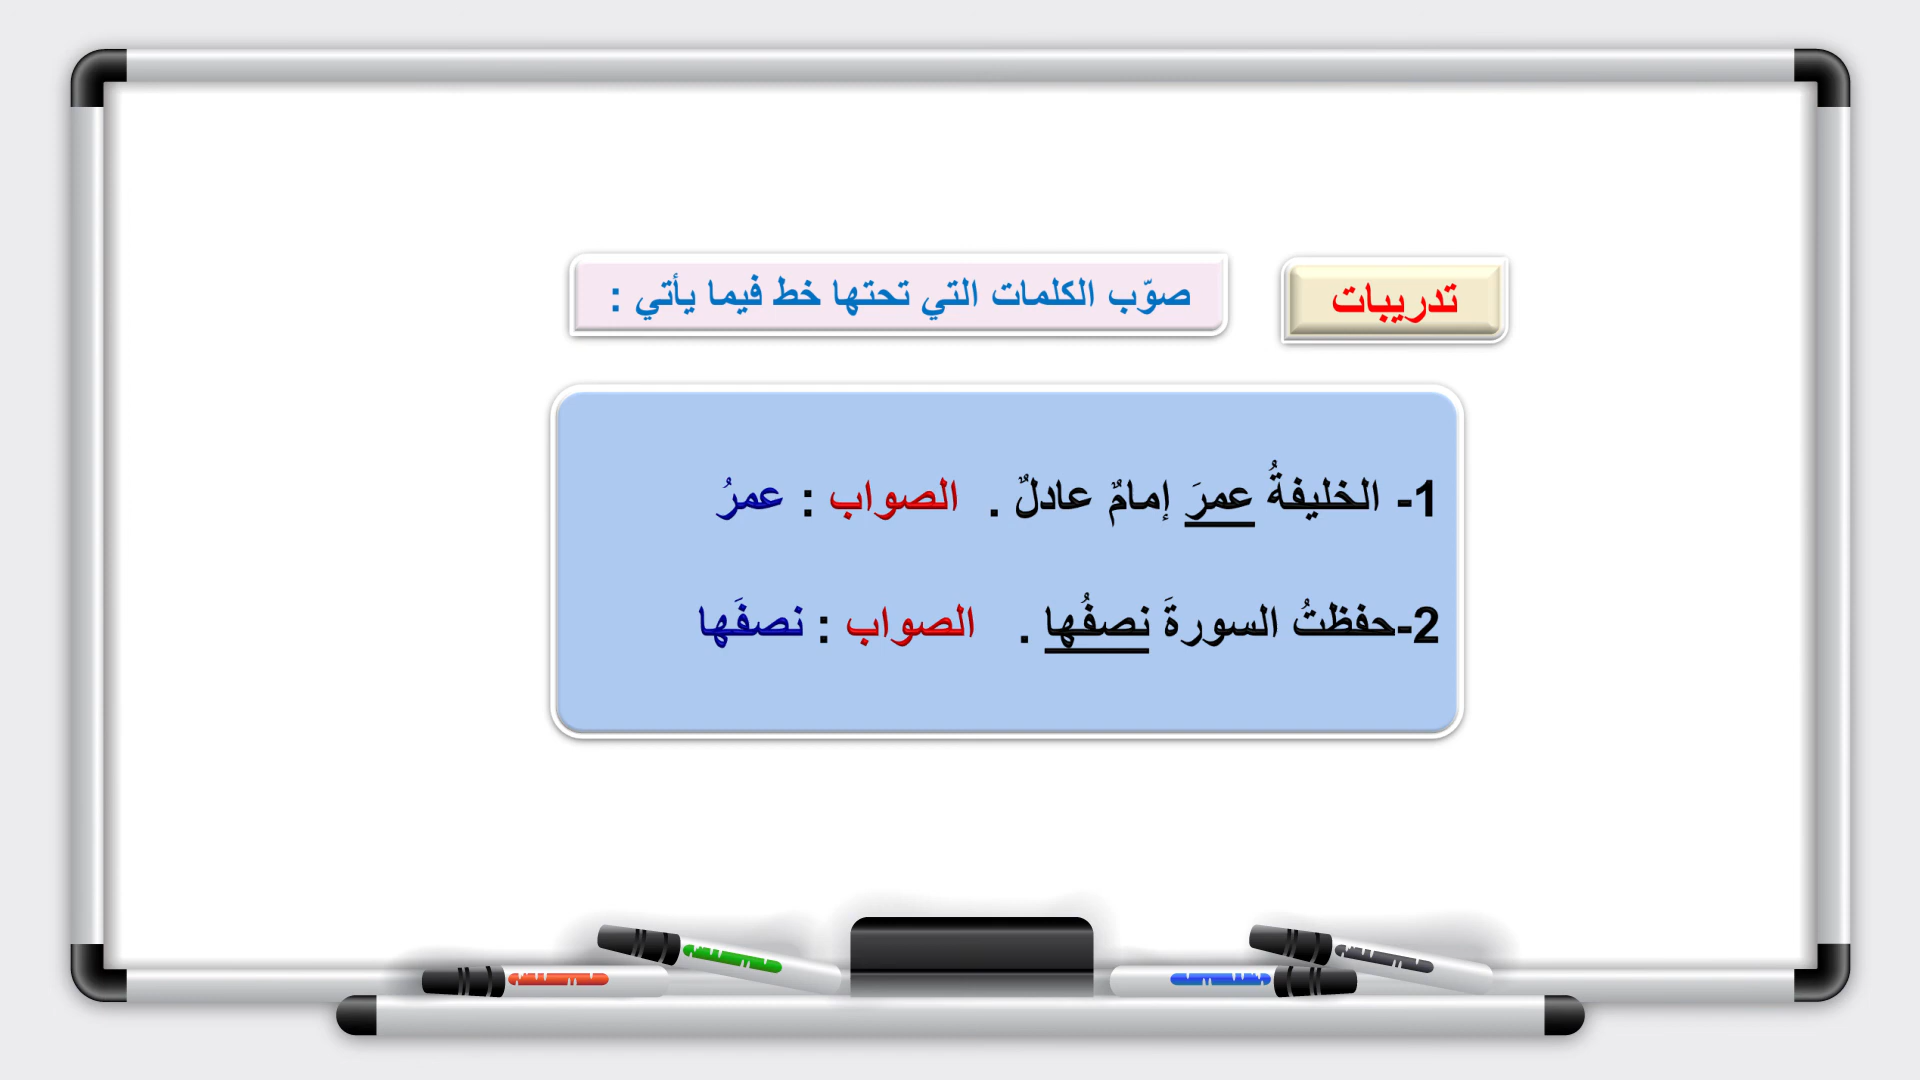 تدريبات
صوّب الكلمات التي تحتها خط فيما يأتي :
1- الخليفةُ عمرَ إمامٌ عادلٌ . الصواب : عمرُ
2-حفظتُ السورةَ نصفُها . الصواب : نصفَها